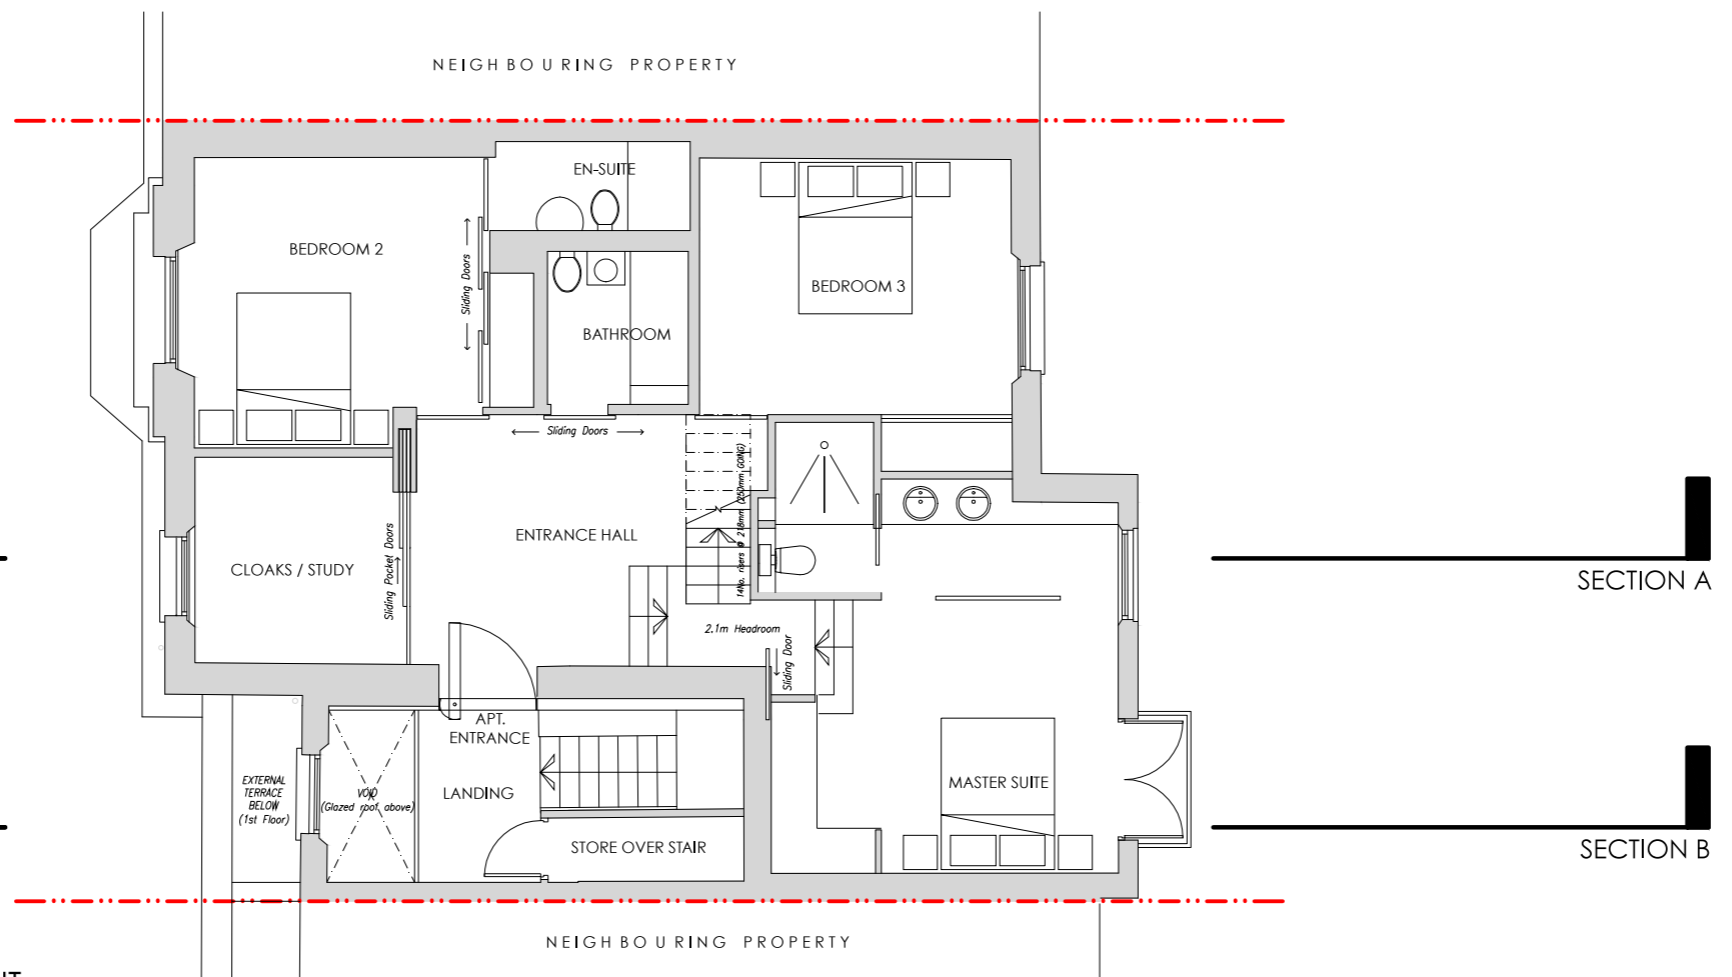 NEIGHBOURING PROPERTY
EN-SUITE
BEDROOM 2
Sliding Doors
BEDROOM 3
BATHROOM
Sliding Doors
14No. risers @ 218mm (250mm GOING)
ENTRANCE HALL
CLOAKS / STUDY
Sliding Pocket Doors
SECTION A
2.1m Headroom
Sliding Door
APT.
ENTRANCE
EXTERNAL
TERRACE
BELOW
(1st Floor)
VOID
(Glazed roof above)
LANDING
MASTER SUITE
STORE OVER STAIR
SECTION B
NEIGHBOURING PROPERTY